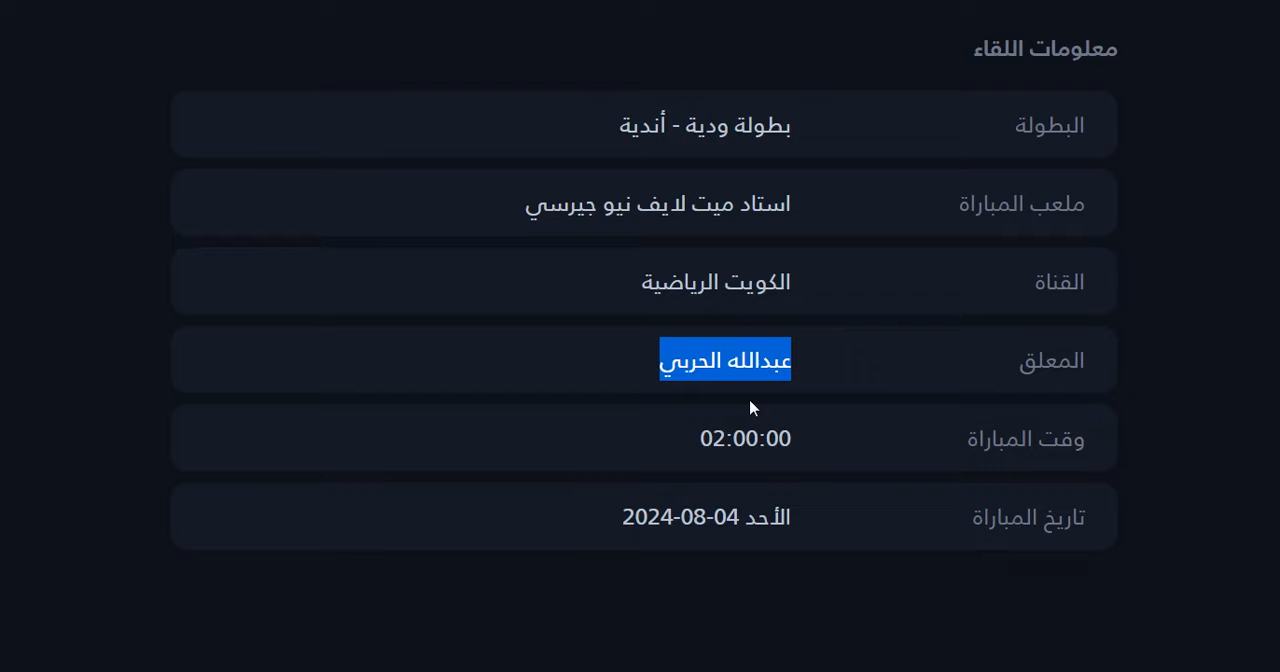 معلومات اللقاء
البطولة بطولة ودية - أندية
ملعب المباراة استاد ميت لايف نيو جيرسي
القناة الكويت الرياضية
المعلق عبدالله الحربي
وقت المباراة 02:00:00
تاريخ المباراة الأحد 04-08-2024